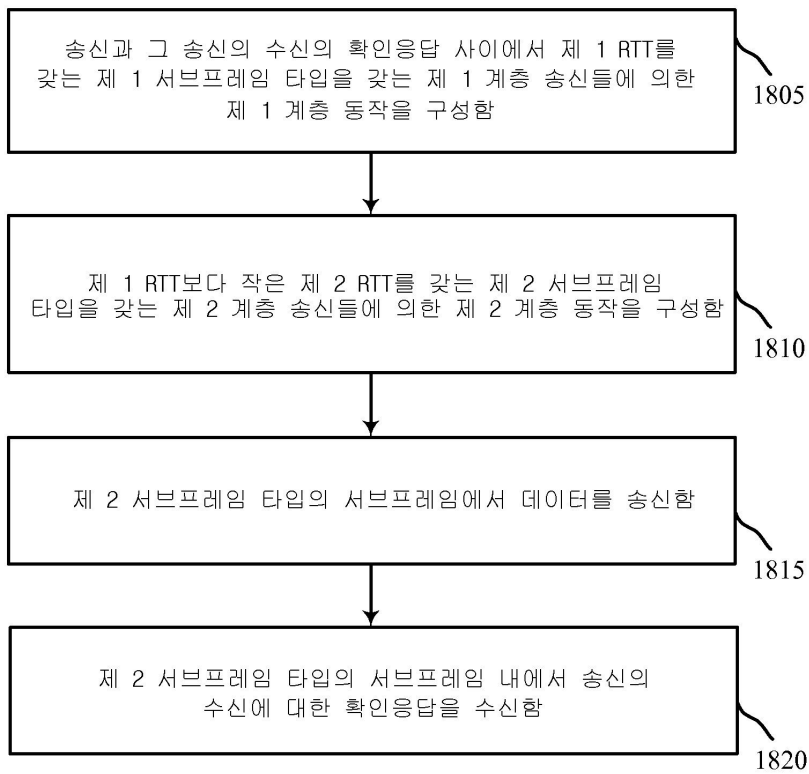 송신과 그 송신의 수신의 확인응답 사이에서 제 1 RTT를
갖는 제 1 서브프레임 타입을 갖는 제 1 계층 송신들에 의한
제 1 계층 동작을 구성함
1805
제 1 RTT보다 작은 제 2 RTT를 갖는 제 2 서브프레임
타입을 갖는 제 2 계층 송신들에 의한 제 2 계층 동작을 구성함
1810
제 2 서브프레임 타입의 서브프레임에서 데이터를 송신함
1815
제 2 서브프레임 타입의 서브프레임 내에서 송신의
수신에 대한 확인응답을 수신함
1820